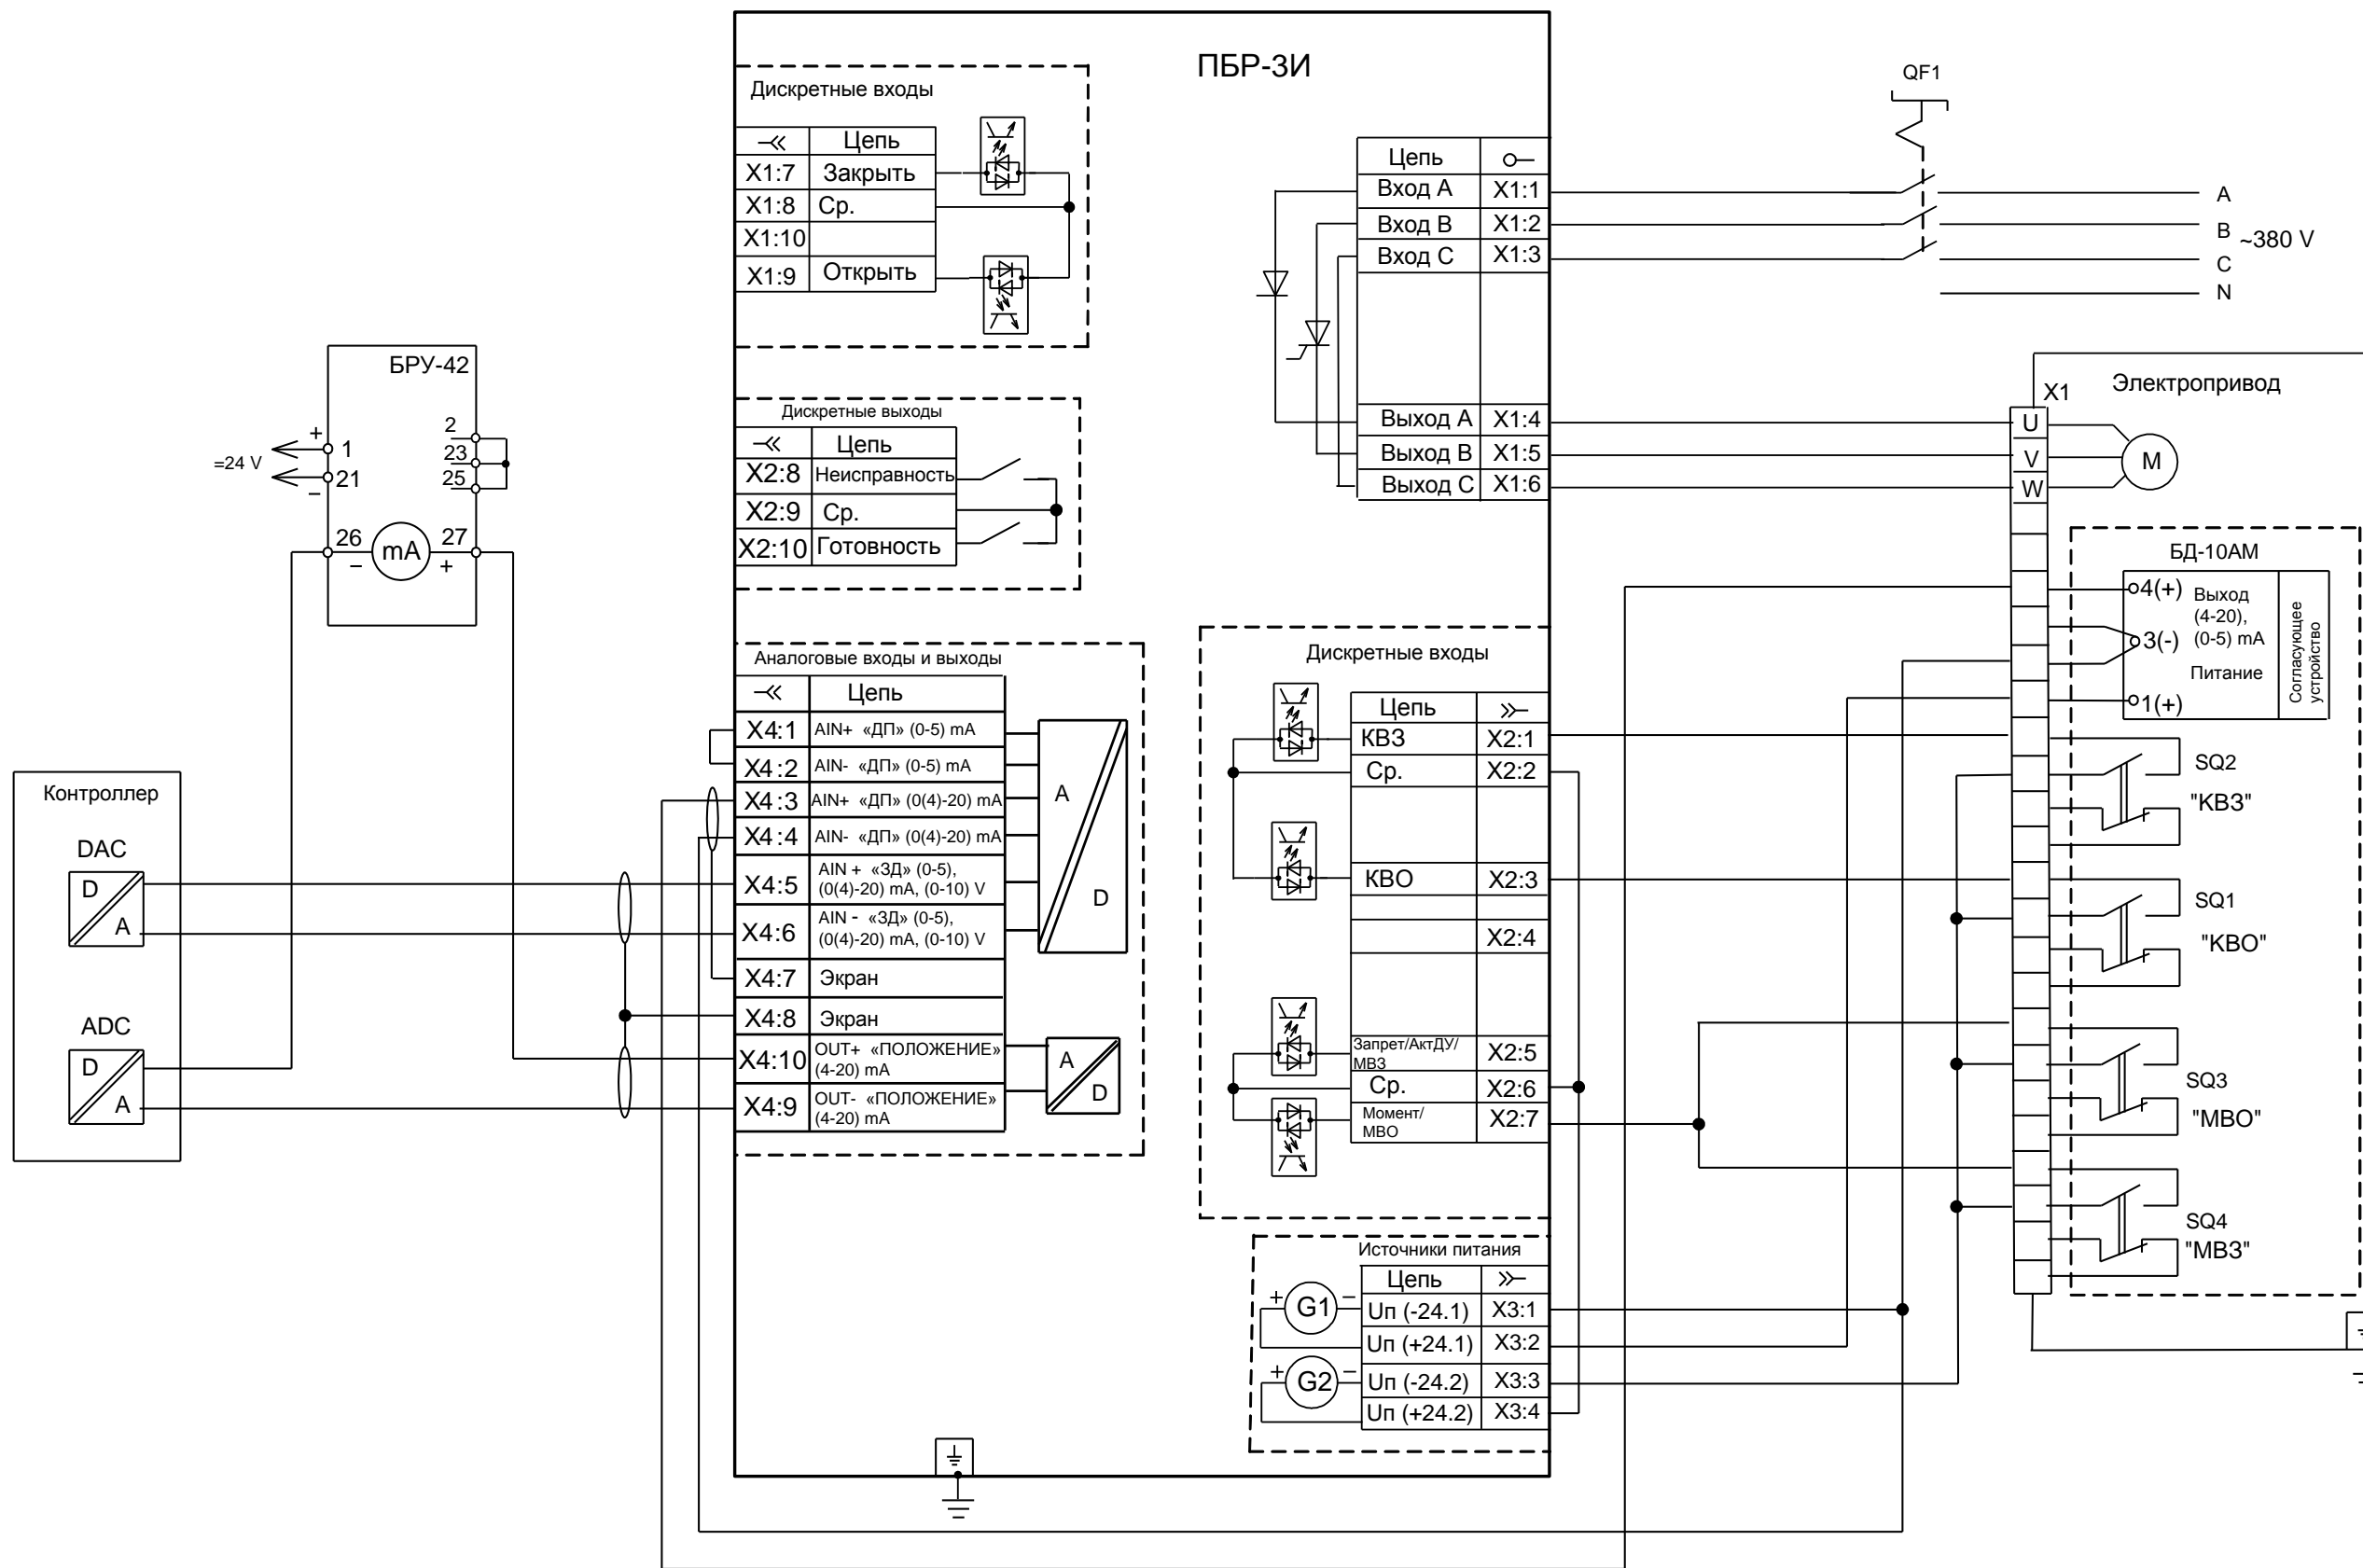 ПБР-3И
Дискретные входы
Цепь
X1:7 Закрыть
X1:8 Ср.
X1:10
X1:9 Открыть
Дискретные выходы
Цепь
X2:8 Неисправность
X2:9 Ср.
X2:10 Готовность
Аналоговые входы и выходы
Цепь
X4:1 AIN+ «ДП» (0-5) mA
X4:2 AIN- «ДП» (0-5) mA
X4:3 AIN+ «ДП» (0(4)-20) mA
X4:4 AIN- «ДП» (0(4)-20) mA
X4:5 AIN + «ЗД» (0-5),
(0(4)-20) mA, (0-10) V
X4:6 AIN - «ЗД» (0-5),
(0(4)-20) mA, (0-10) V
X4:7 Экран
X4:8 Экран
X4:10 OUT+ «ПОЛОЖЕНИЕ»
(4-20) mA
X4:9 OUT- «ПОЛОЖЕНИЕ»
(4-20) mA
A
D
A
D
БРУ-42
=24 V
+
1
21
–
2
23
25
26
–
mA
27
+
Контроллер
DAC
D
A
ADC
D
A
Цепь
Вход A X1:1
Вход B X1:2
Вход C X1:3
Выход A X1:4
Выход B X1:5
Выход C X1:6
Дискретные входы
Цепь
КВЗ X2:1
Ср. X2:2
КВО X2:3
X2:4
Запрет/АктДУ/
МВЗ
X2:5
Ср. X2:6
Момент/
МВО
X2:7
Источники питания
Цепь
+ G1 – Uп (-24.1) X3:1
Uп (+24.1) X3:2
+ G2 – Uп (-24.2) X3:3
Uп (+24.2) X3:4
QF1
A
B
C
N
~380 V
X1
Электропривод
U
V
W
M
БД-10АМ
4(+)
3(-)
1(+)
Выход
(4-20),
(0-5) mA
Питание
Согласующее
устройство
SQ2
"КВЗ"
SQ1
"КВО"
SQ3
"МВО"
SQ4
"МВЗ"